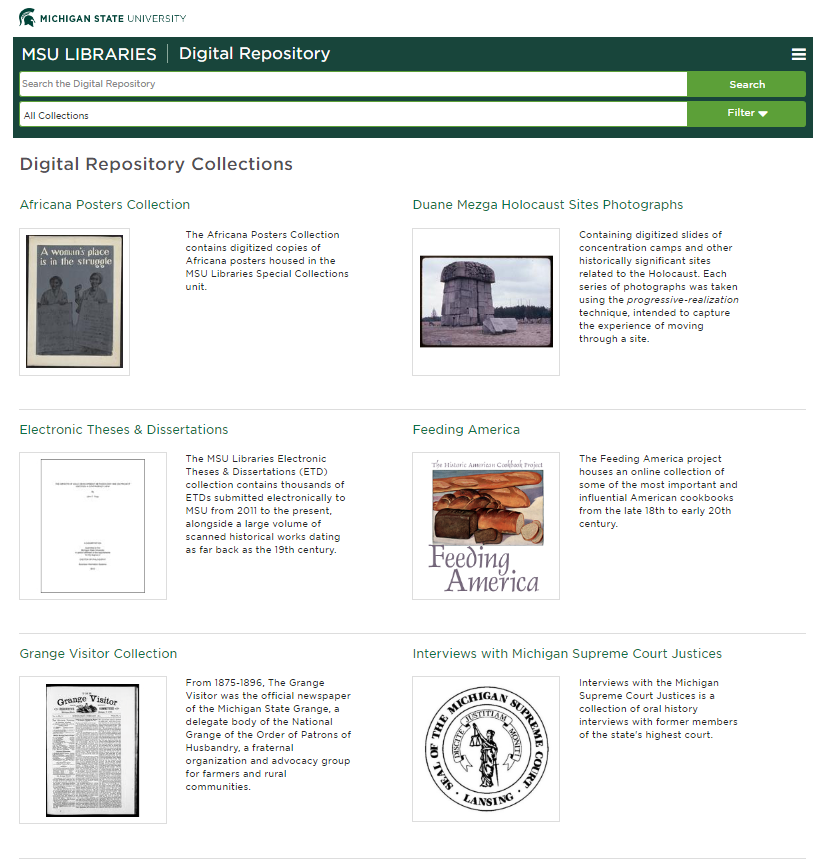 MICHIGAN STATE UNIVERSITY
MSU LIBRARIES Digital Repository
Search the Digital Repository
Search
All Collections
Filter
Digital Repository Collections
Africana Posters Collection
A woman's place
is in the struggle
The Africana Posters Collection
contains digitized copies of
Africana posters housed in the
MSU Libraries Special Collections
unit.
Duane Mezga Holocaust Sites Photographs
Containing digitized slides of
concentration camps and other
historically significant sites
related to the Holocaust. Each
series of photographs was taken
using the progressive-realization
technique, intended to capture
the experience of moving
through a site.
Electronic Theses & Dissertations
The MSU Libraries Electronic
Theses & Dissertations (ETD)
collection contains thousands of
ETDs submitted electronically to
MSU from 2011 to the present,
alongside a large volume of
scanned historical works dating
as far back as the 19th century.
Feeding America
The Historic American Cookbook Project
Feeding
America
The Feeding America project
houses an online collection of
some of the most important and
influential American cookbooks
from the late 18th to early 20th
century.
Grange Visitor Collection
Grange Visitor
From 1875-1896, The Grange
Visitor was the official newspaper
of the Michigan State Grange, a
delegate body of the National
Grange of the Order of Patrons of
Husbandry, a fraternal
organization and advocacy group
for farmers and rural
communities.
Interviews with Michigan Supreme Court Justices
SEAL OF THE MICHIGAN SUPREME COURT
DISCITE JUSTITIAM MONITI
LANSING
Interviews with the Michigan
Supreme Court Justices is a
collection of oral history
interviews with former members
of the state's highest court.